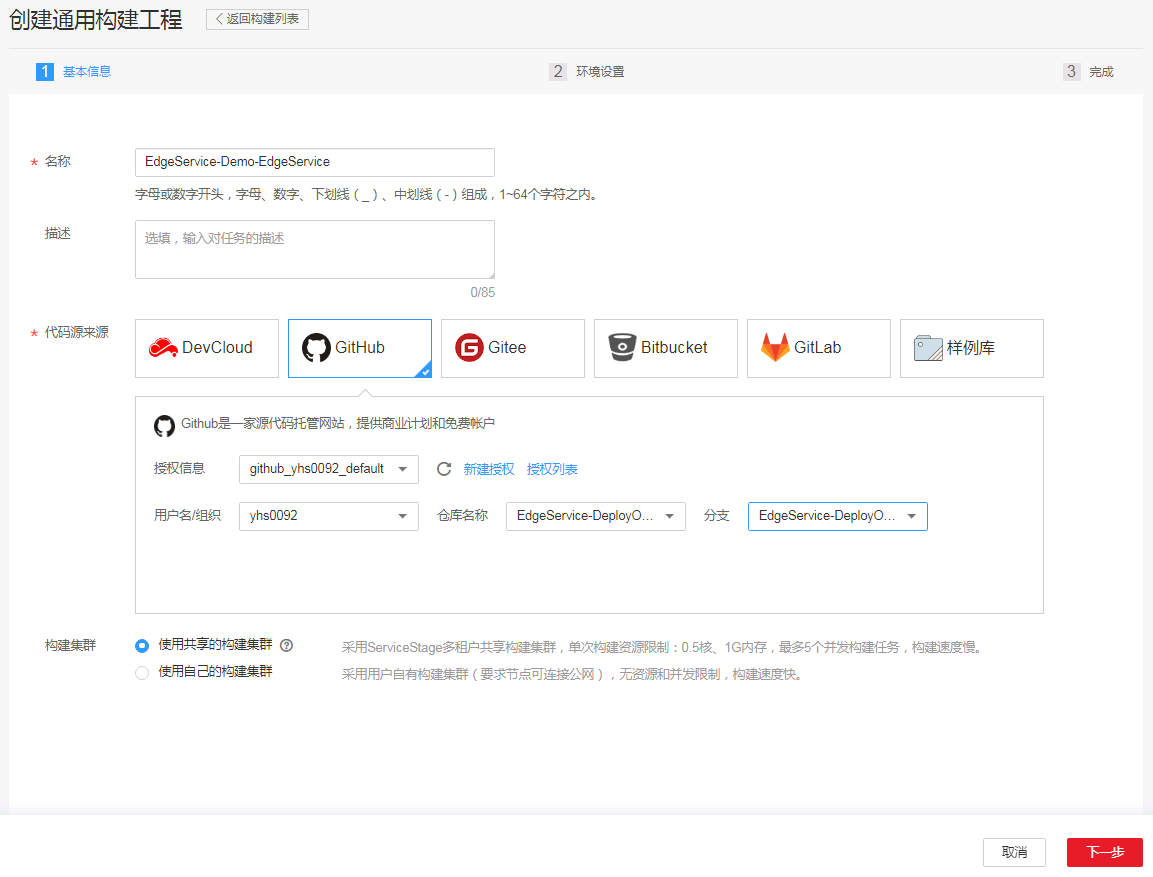 创建通用构建工程 返回构建列表
1 基本信息 2 环境设置 3 完成
* 名称 EdgeService-Demo-EdgeService
字母或数字开头，字母、数字、下划线（_）、中划线（-）组成，1~64个字符之内。
描述 选填，输入对任务的描述
0/85
* 代码源来源 DevCloud GitHub Gitee Bitbucket GitLab 样例库
Github是一家源代码托管网站，提供商业计划和免费帐户
授权信息 github_yhs0092_default 新建授权 授权列表
用户名/组织 yhs0092 仓库名称 EdgeService-DeployO... 分支 EdgeService-DeployO...
构建集群 使用共享的构建集群 ? 采用ServiceStage多租户共享构建集群，单次构建资源限制：0.5核、1G内存，最多5个并发构建任务，构建速度慢。
使用自己的构建集群 采用用户自有构建集群（要求节点可连接公网），无资源和并发限制，构建速度快。
取消 下一步